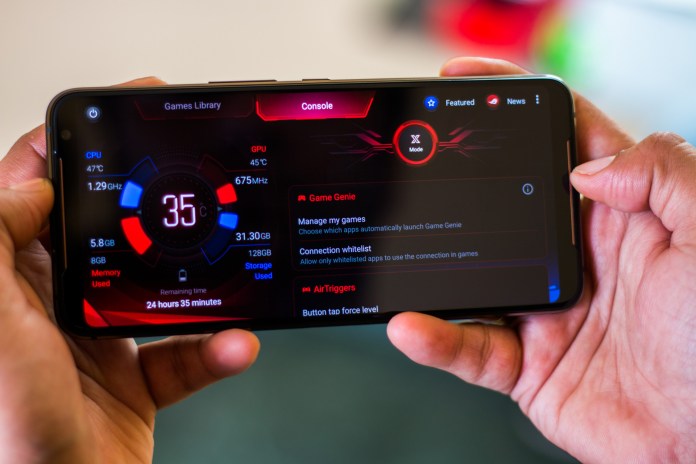 Games Library
Console
Featured
News
CPU
47°C
1.29GHz
GPU
45°C
675MHz
X
Mode
35°C
5.8GB
8GB
Memory
Used
31.30GB
128GB
Storage
Used
Remaining time
24 hours 35 minutes
Game Genie
Manage my games
Choose which apps automatically launch Game Genie
Connection whitelist
Allow only whitelisted apps to use the connection in games
AirTriggers
Button tap force level